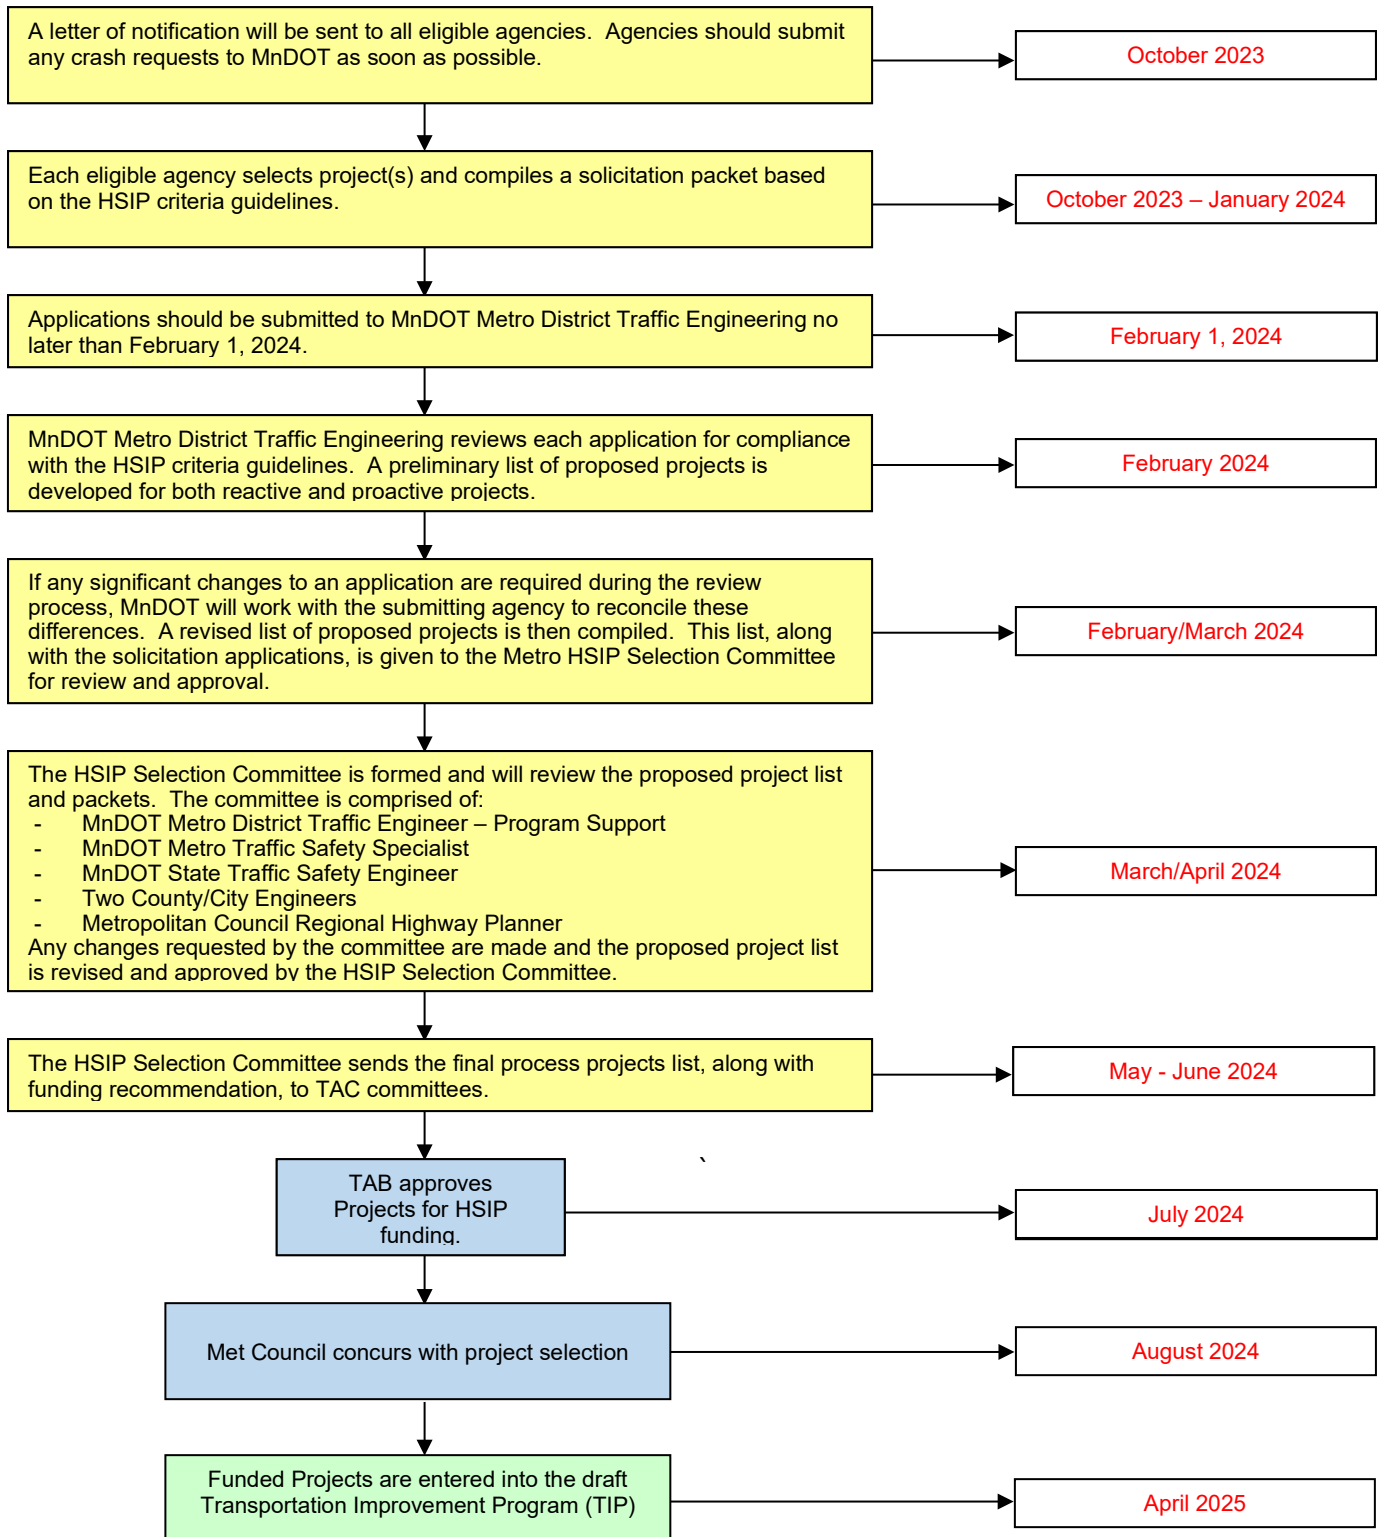 A letter of notification will be sent to all eligible agencies.  Agencies should submit
any crash requests to MnDOT as soon as possible.
October 2023
Each eligible agency selects project(s) and compiles a solicitation packet based
on the HSIP criteria guidelines.
October 2023 – January 2024
Applications should be submitted to MnDOT Metro District Traffic Engineering no
later than February 1, 2024.
February 1, 2024
MnDOT Metro District Traffic Engineering reviews each application for compliance
with the HSIP criteria guidelines.  A preliminary list of proposed projects is
developed for both reactive and proactive projects.
February 2024
If any significant changes to an application are required during the review
process, MnDOT will work with the submitting agency to reconcile these
differences.  A revised list of proposed projects is then compiled.  This list, along
with the solicitation applications, is given to the Metro HSIP Selection Committee
for review and approval.
February/March 2024
The HSIP Selection Committee is formed and will review the proposed project list
and packets.  The committee is comprised of:
- MnDOT Metro District Traffic Engineer – Program Support
- MnDOT Metro Traffic Safety Specialist
- MnDOT State Traffic Safety Engineer
- Two County/City Engineers
- Metropolitan Council Regional Highway Planner
Any changes requested by the committee are made and the proposed project list
is revised and approved by the HSIP Selection Committee.
March/April 2024
The HSIP Selection Committee sends the final process projects list, along with
funding recommendation, to TAC committees.
May - June 2024
`
TAB approves
Projects for HSIP
funding.
July 2024
Met Council concurs with project selection
August 2024
Funded Projects are entered into the draft
Transportation Improvement Program (TIP)
April 2025